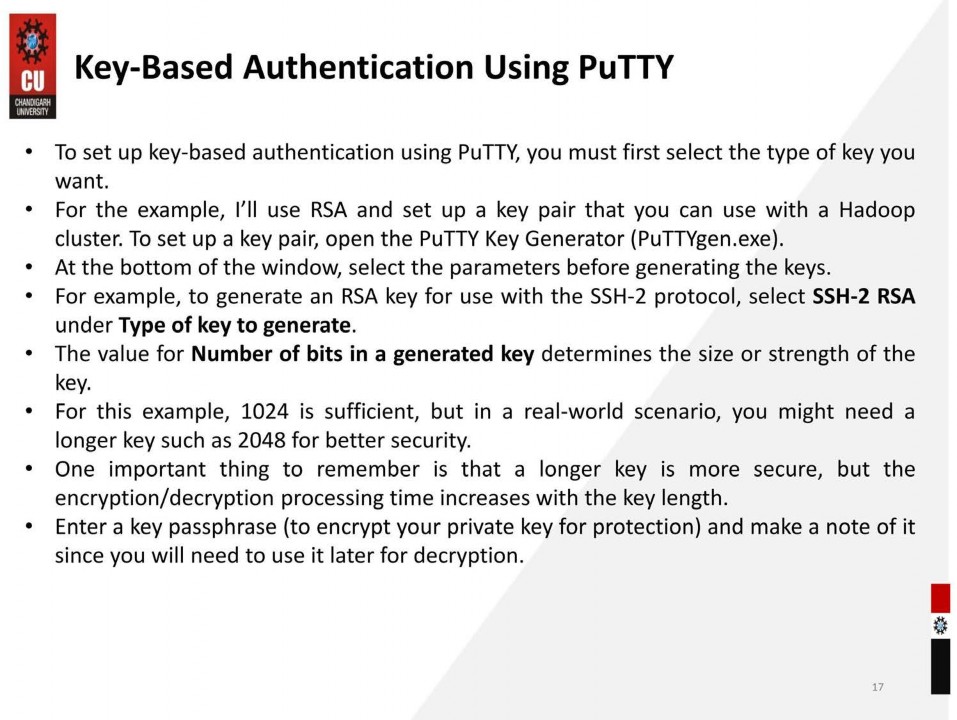 CU
CHANDIGARH
UNIVERSITY
Key-Based Authentication Using PuTTY
• To set up key-based authentication using PuTTY, you must first select the type of key you
want.
• For the example, I’ll use RSA and set up a key pair that you can use with a Hadoop
cluster. To set up a key pair, open the PuTTY Key Generator (PuTTYgen.exe).
• At the bottom of the window, select the parameters before generating the keys.
• For example, to generate an RSA key for use with the SSH-2 protocol, select SSH-2 RSA
under Type of key to generate.
• The value for Number of bits in a generated key determines the size or strength of the
key.
• For this example, 1024 is sufficient, but in a real-world scenario, you might need a
longer key such as 2048 for better security.
• One important thing to remember is that a longer key is more secure, but the
encryption/decryption processing time increases with the key length.
• Enter a key passphrase (to encrypt your private key for protection) and make a note of it
since you will need to use it later for decryption.
17